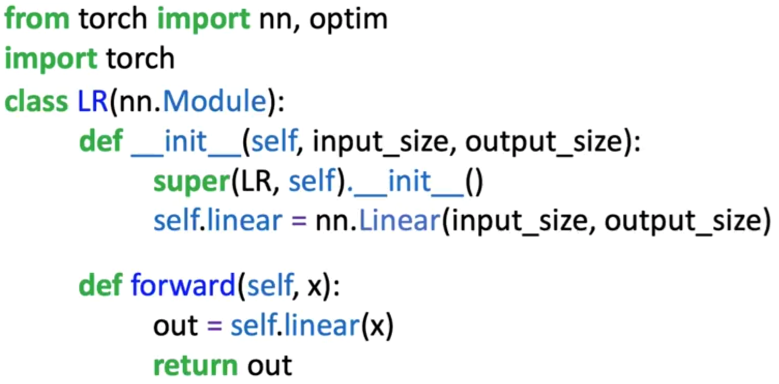 from torch import nn, optim
import torch
class LR(nn.Module):
    def __init__(self, input_size, output_size):
        super(LR, self).__init__()
        self.linear = nn.Linear(input_size, output_size)
    def forward(self, x):
        out = self.linear(x)
        return out